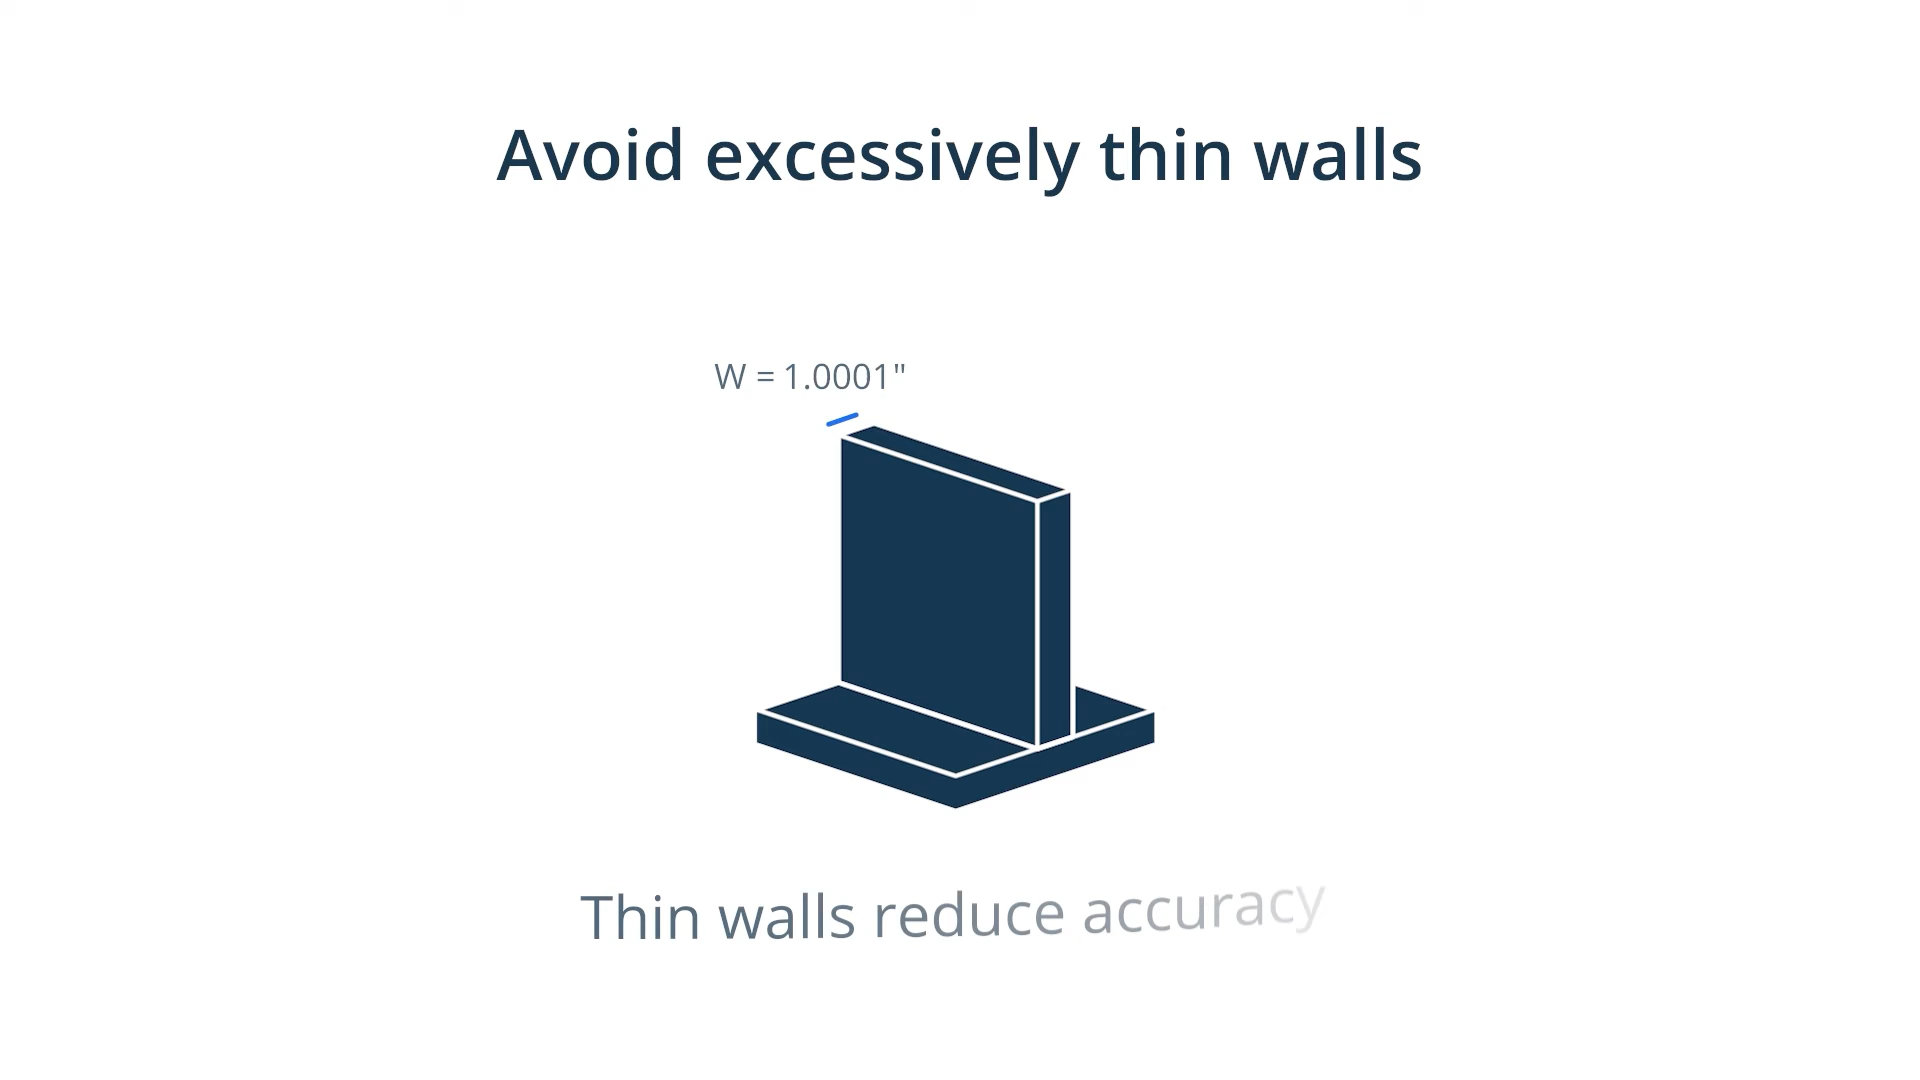 Avoid excessively thin walls
W = 1.0001"
Thin walls reduce accuracy